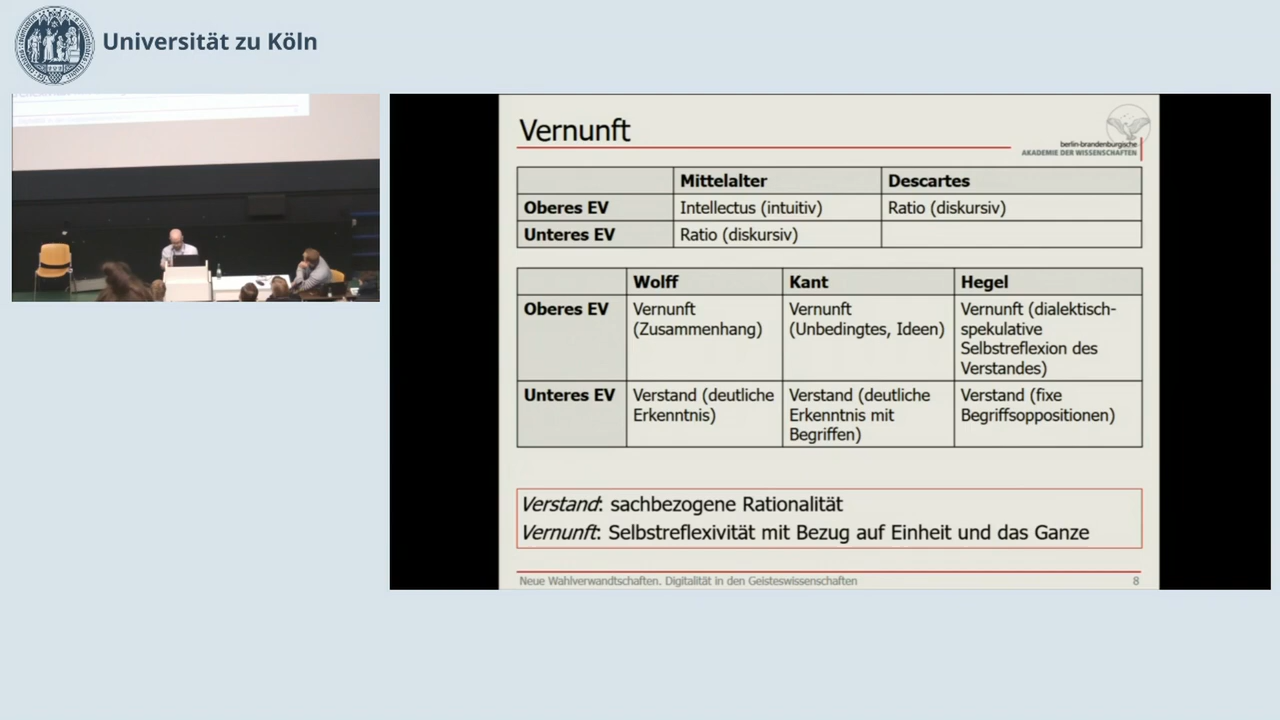 Universität zu Köln
Vernunft
berlin-brandenburgische
AKADEMIE DER WISSENSCHAFTEN
Mittelalter Descartes
Oberes EV Intellectus (intuitiv) Ratio (diskursiv)
Unteres EV Ratio (diskursiv)
Wolff Kant Hegel
Oberes EV Vernunft Vernunft Vernunft (dialektisch-
(Zusammenhang) (Unbedingtes, Ideen) spekulative
Selbstreflexion des
Verstandes)
Unteres EV Verstand (deutliche Verstand (deutliche Verstand (fixe
Erkenntnis) Erkenntnis mit Begriffsoppositionen)
Begriffen)
Verstand: sachbezogene Rationalität
Vernunft: Selbstreflexivität mit Bezug auf Einheit und das Ganze
Neue Wahlverwandtschaften. Digitalität in den Geisteswissenschaften 8